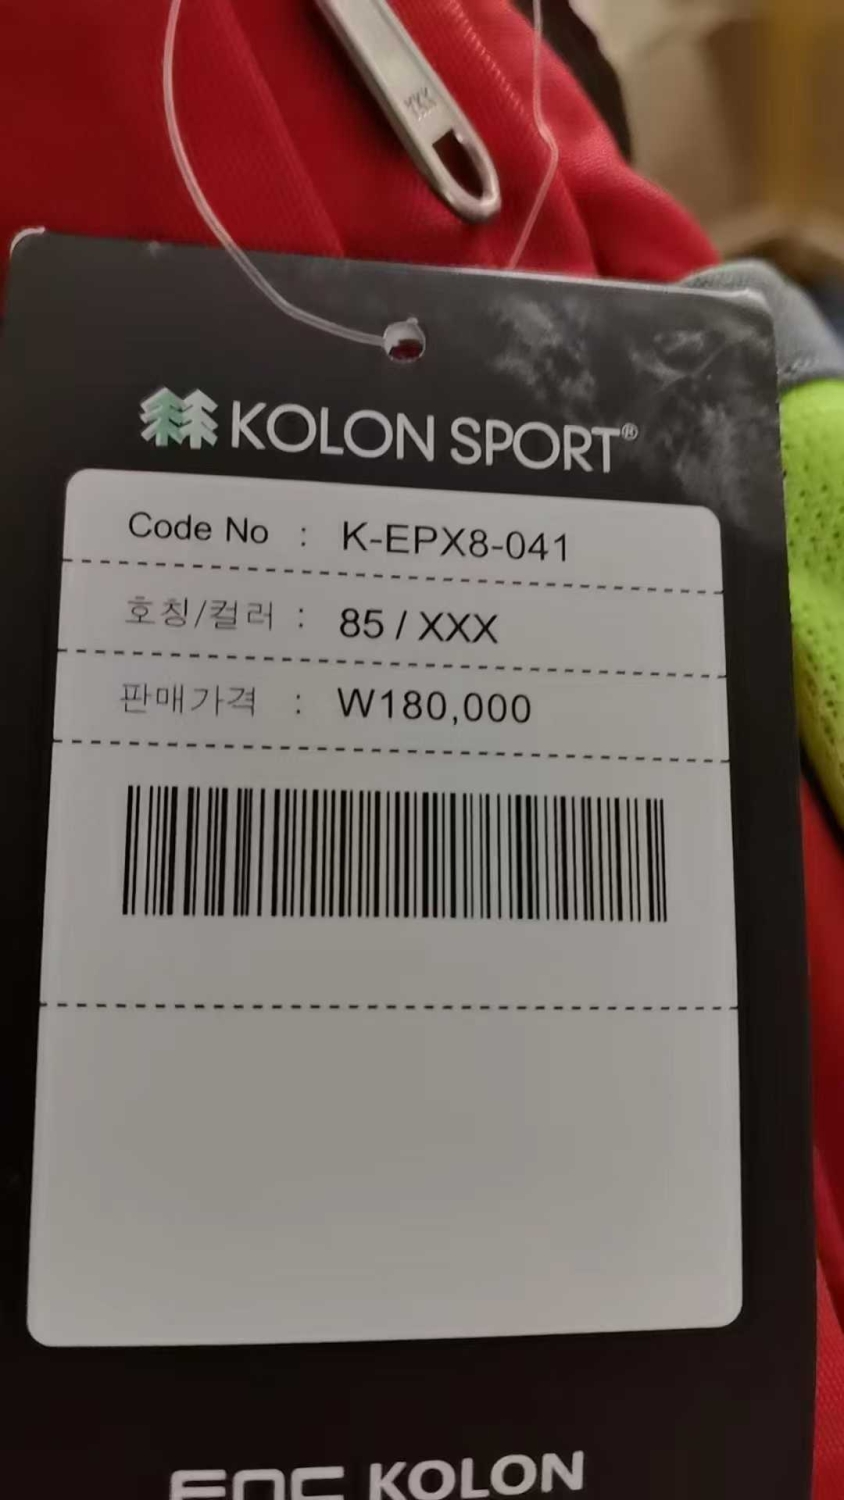 KOLON SPORT®
Code No : K-EPX8-041
호칭/컬러 : 85 / XXX
판매가격 : W180,000
FnC KOLON